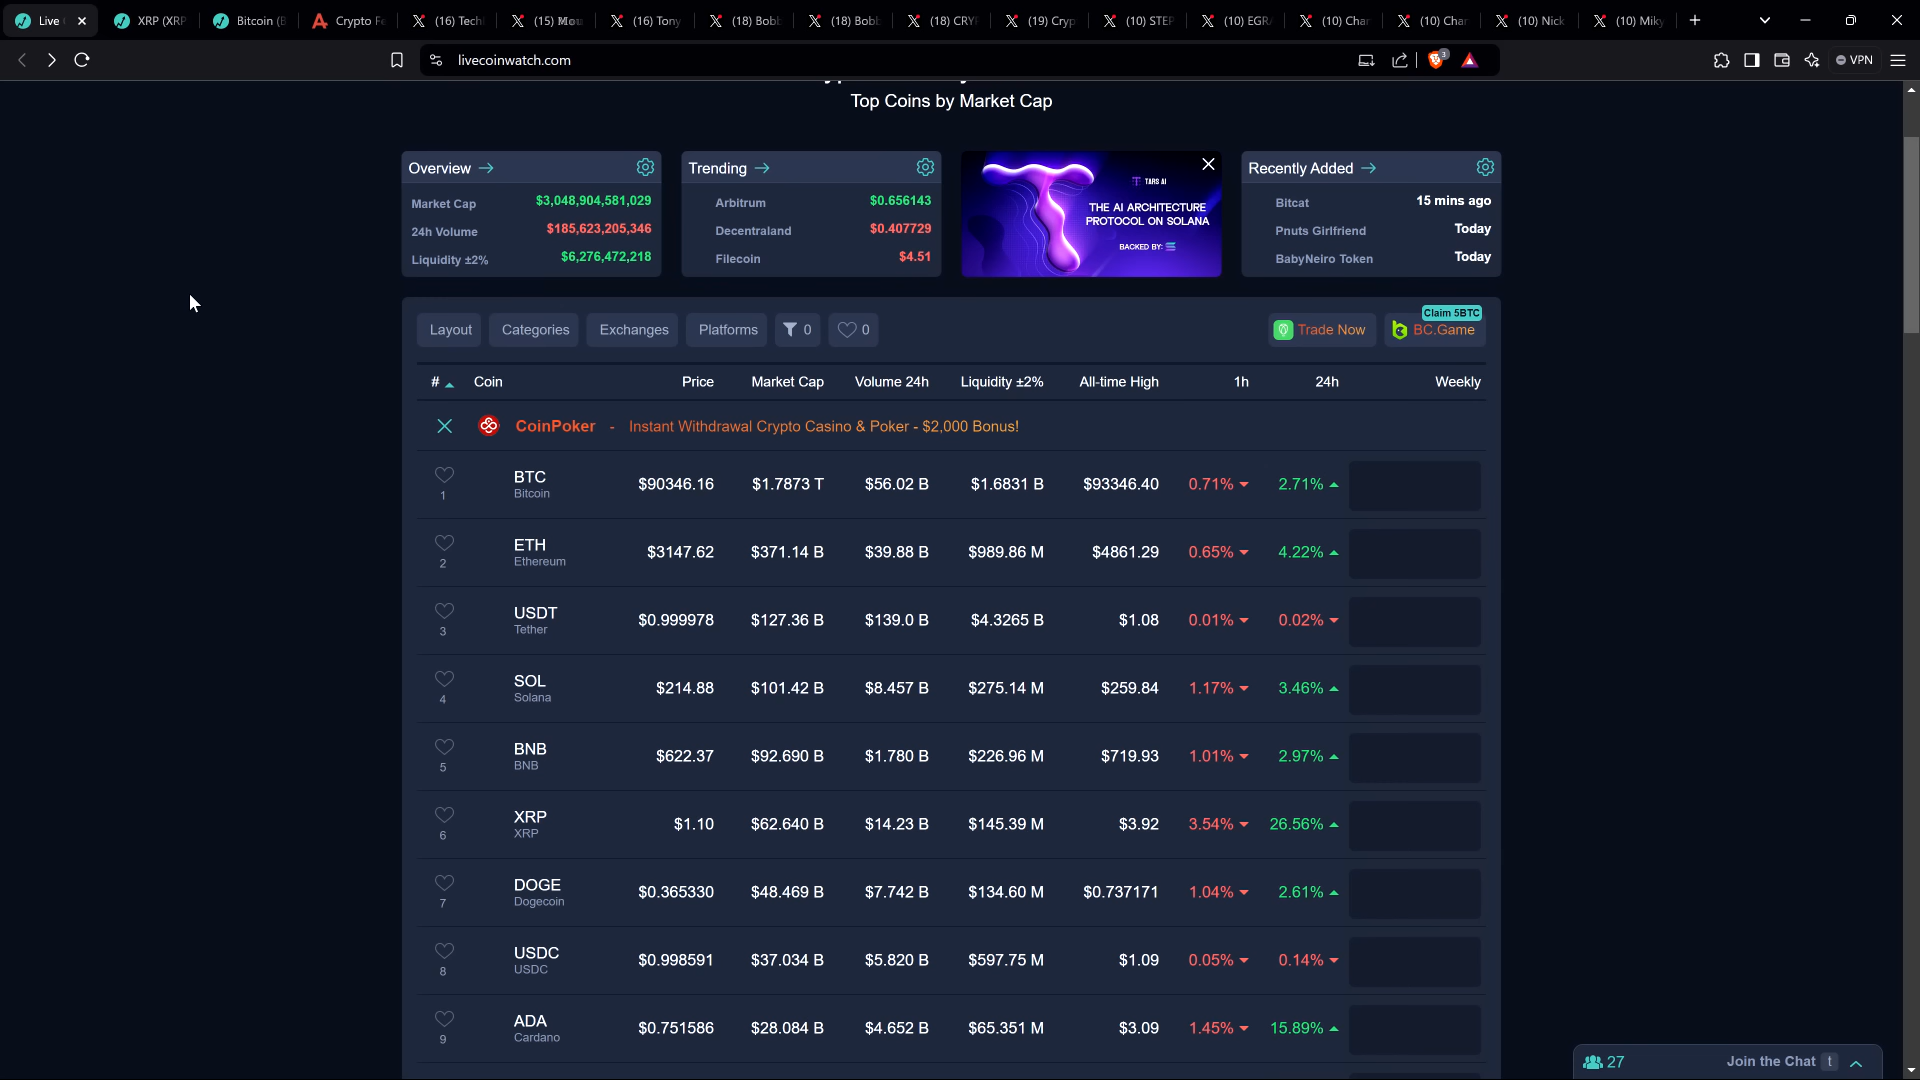 Live
XRP (XRP
Bitcoin (B
Crypto Fe
(16) Tech
(16) Tony
(18) Bobb
(18) Bobb
(18) CRYP
(19) Cryp
(10) STEP
(10) EGRA
(10) Char
(10) Char
(10) Nick
(10) Miky
livecoinwatch.com
3
VPN
Top Coins by Market Cap
Overview
Market Cap $3,048,904,581,029
24h Volume $185,623,205,346
Liquidity ±2% $6,276,472,218
Trending
Arbitrum $0.656143
Decentraland $0.407729
Filecoin $4.51
TARS AI
THE AI ARCHITECTURE
PROTOCOL ON SOLANA
BACKED BY:
Recently Added
Bitcat 15 mins ago
Pnuts Girlfriend Today
BabyNeiro Token Today
Claim 5BTC
Layout Categories Exchanges Platforms 0 0 Trade Now BC.Game
# Coin Price Market Cap Volume 24h Liquidity ±2% All-time High 1h 24h Weekly
CoinPoker - Instant Withdrawal Crypto Casino & Poker - $2,000 Bonus!
1 BTC $90346.16 $1.7873 T $56.02 B $1.6831 B $93346.40 0.71% 2.71%
Bitcoin
2 ETH $3147.62 $371.14 B $39.88 B $989.86 M $4861.29 0.65% 4.22%
Ethereum
3 USDT $0.999978 $127.36 B $139.0 B $4.3265 B $1.08 0.01% 0.02%
Tether
4 SOL $214.88 $101.42 B $8.457 B $275.14 M $259.84 1.17% 3.46%
Solana
5 BNB $622.37 $92.690 B $1.780 B $226.96 M $719.93 1.01% 2.97%
BNB
6 XRP $1.10 $62.640 B $14.23 B $145.39 M $3.92 3.54% 26.56%
XRP
7 DOGE $0.365330 $48.469 B $7.742 B $134.60 M $0.737171 1.04% 2.61%
Dogecoin
8 USDC $0.998591 $37.034 B $5.820 B $597.75 M $1.09 0.05% 0.14%
USDC
9 ADA $0.751586 $28.084 B $4.652 B $65.351 M $3.09 1.45% 15.89%
Cardano
27 Join the Chat t